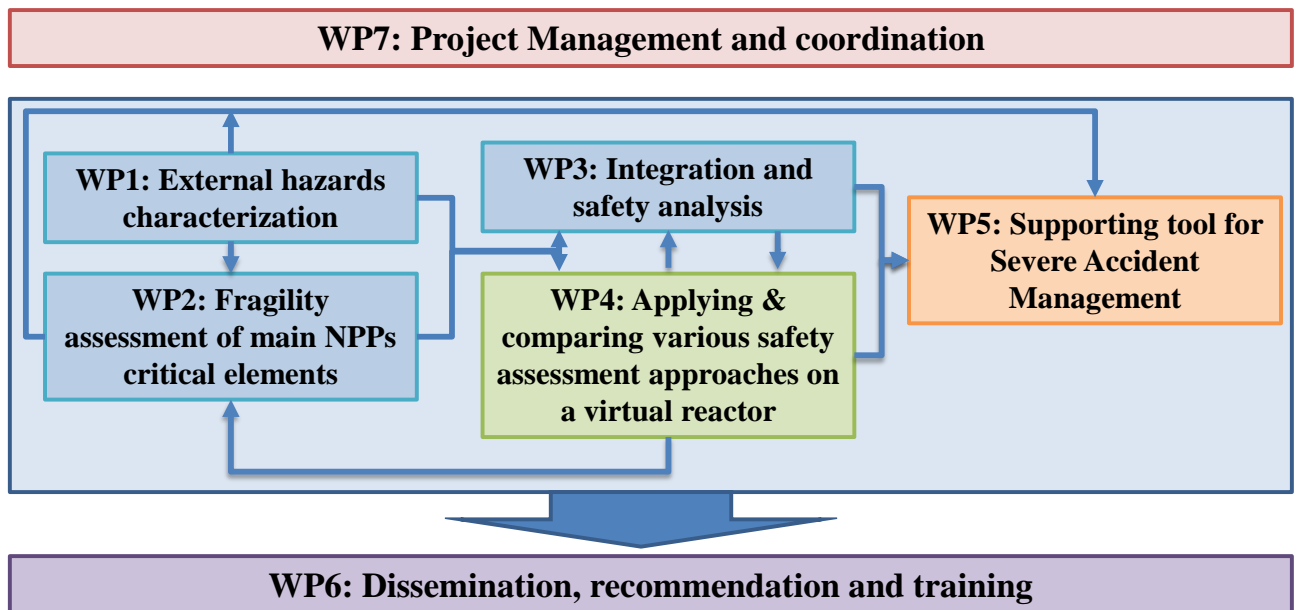 WP7: Project Management and coordination
WP1: External hazards
characterization
WP2: Fragility
assessment of main NPPs
critical elements
WP3: Integration and
safety analysis
WP4: Applying &
comparing various safety
assessment approaches on
a virtual reactor
WP5: Supporting tool for
Severe Accident
Management
WP6: Dissemination, recommendation and training